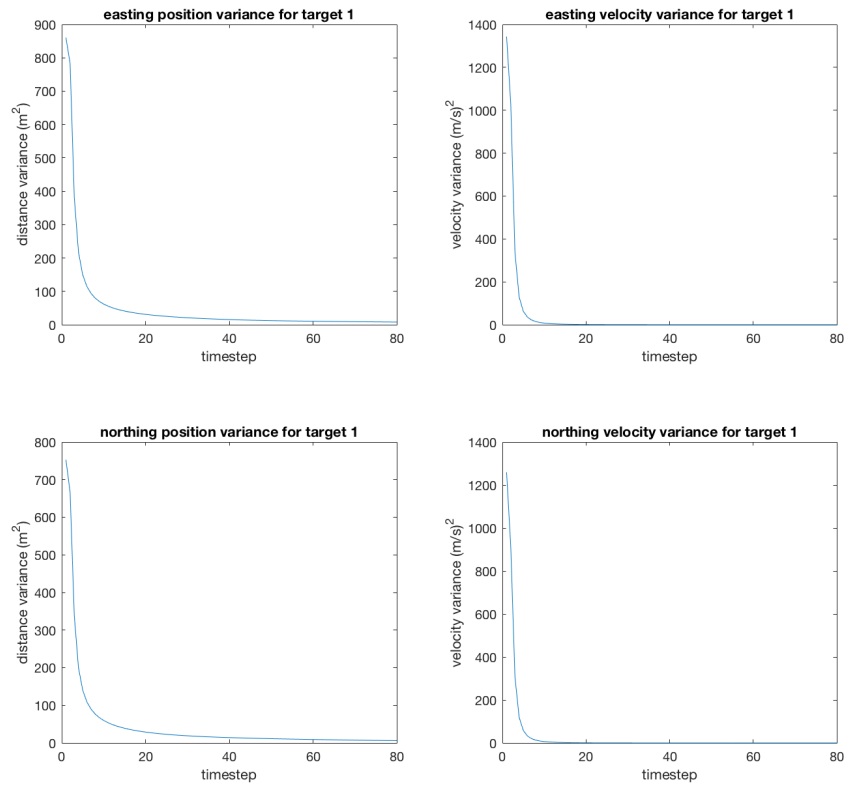 easting position variance for target 1
distance variance (m²)
900
800
700
600
500
400
300
200
100
0
0 20 40 60 80
timestep
easting velocity variance for target 1
velocity variance (m/s)²
1400
1200
1000
800
600
400
200
0
0 20 40 60 80
timestep
northing position variance for target 1
distance variance (m²)
800
700
600
500
400
300
200
100
0
0 20 40 60 80
timestep
northing velocity variance for target 1
velocity variance (m/s)²
1400
1200
1000
800
600
400
200
0
0 20 40 60 80
timestep